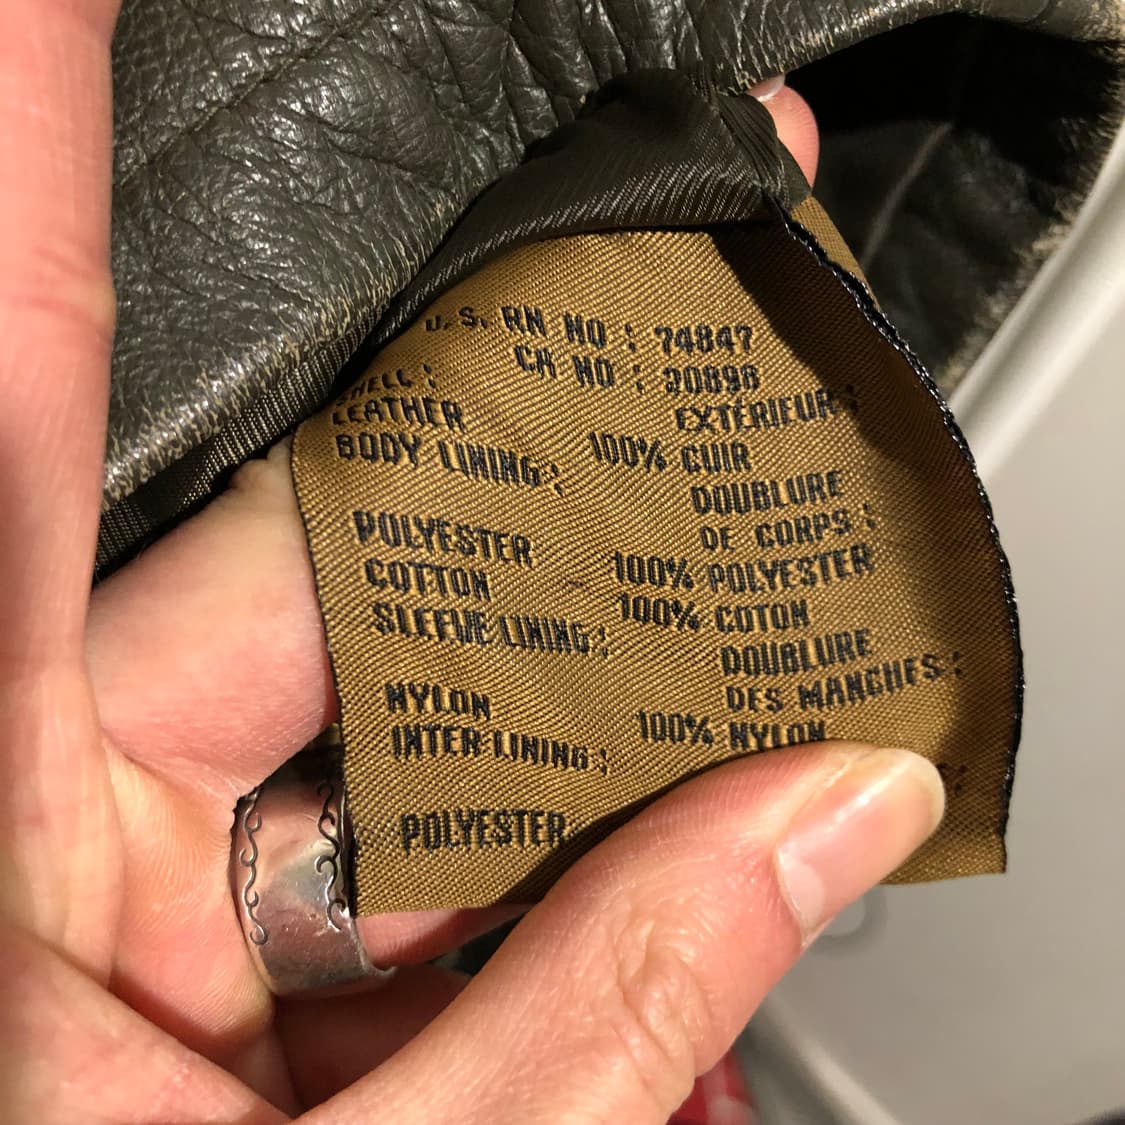 U.S. RN NO : 74847
CA NO : 20898
SHELL : EXTÉRIEUR :
LEATHER 100% CUIR
BODY LINING : DOUBLURE
DE CORPS :
POLYESTER 100% POLYESTER
COTTON 100% COTON
SLEEVE LINING : DOUBLURE
DES MANCHES :
NYLON 100% NYLON
INTER LINING :
POLYESTER